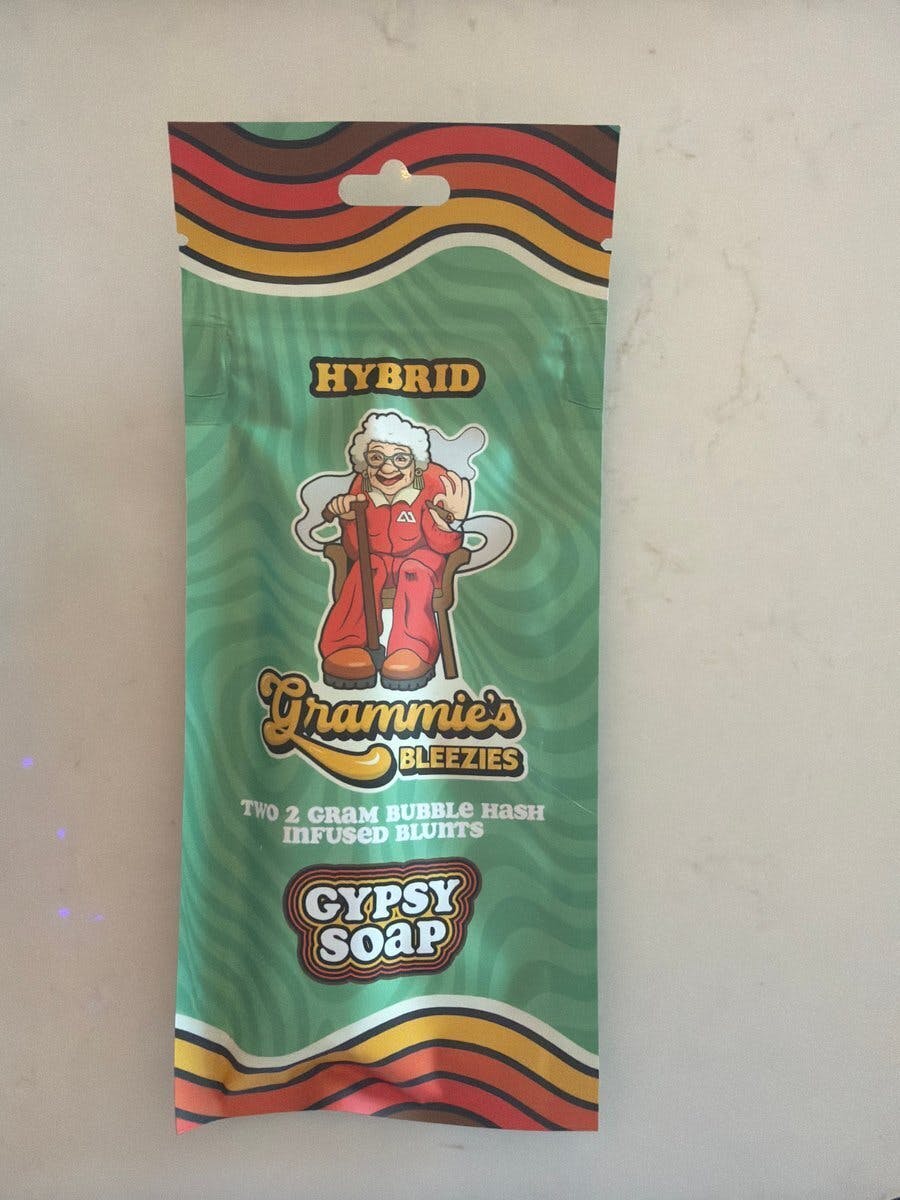 HYBRID
Grammie's
BLEEZIES
TWO 2 GRAM BUBBLE HASH
INFUSED BLUNTS
GYPSY
SOAP